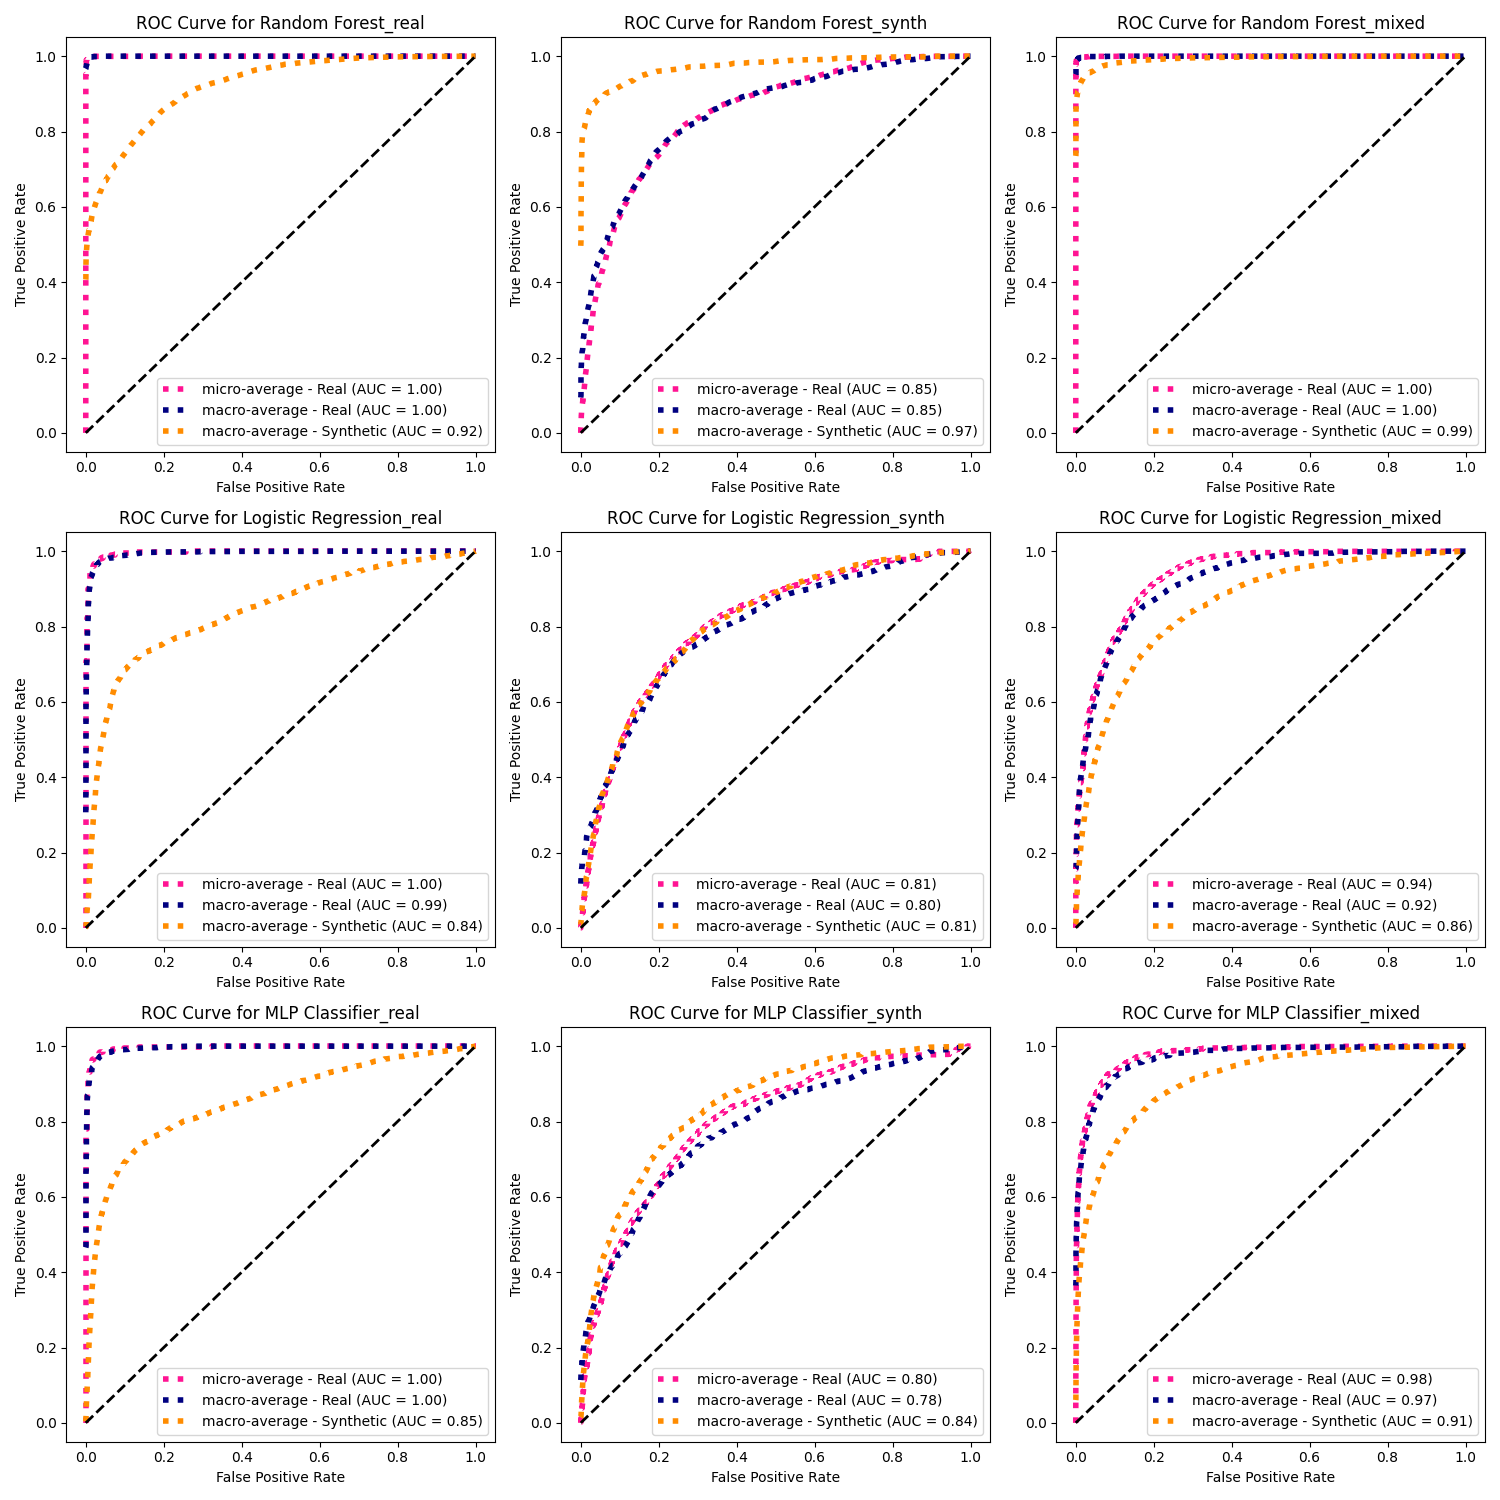 ROC Curve for Random Forest_real
True Positive Rate
1.0
0.8
0.6
0.4
0.2
0.0
micro-average - Real (AUC = 1.00)
macro-average - Real (AUC = 1.00)
macro-average - Synthetic (AUC = 0.92)
0.0 0.2 0.4 0.6 0.8 1.0
False Positive Rate
ROC Curve for Random Forest_synth
True Positive Rate
1.0
0.8
0.6
0.4
0.2
0.0
micro-average - Real (AUC = 0.85)
macro-average - Real (AUC = 0.85)
macro-average - Synthetic (AUC = 0.97)
0.0 0.2 0.4 0.6 0.8 1.0
False Positive Rate
ROC Curve for Random Forest_mixed
True Positive Rate
1.0
0.8
0.6
0.4
0.2
0.0
micro-average - Real (AUC = 1.00)
macro-average - Real (AUC = 1.00)
macro-average - Synthetic (AUC = 0.99)
0.0 0.2 0.4 0.6 0.8 1.0
False Positive Rate
ROC Curve for Logistic Regression_real
True Positive Rate
1.0
0.8
0.6
0.4
0.2
0.0
micro-average - Real (AUC = 1.00)
macro-average - Real (AUC = 0.99)
macro-average - Synthetic (AUC = 0.84)
0.0 0.2 0.4 0.6 0.8 1.0
False Positive Rate
ROC Curve for Logistic Regression_synth
True Positive Rate
1.0
0.8
0.6
0.4
0.2
0.0
micro-average - Real (AUC = 0.81)
macro-average - Real (AUC = 0.80)
macro-average - Synthetic (AUC = 0.81)
0.0 0.2 0.4 0.6 0.8 1.0
False Positive Rate
ROC Curve for Logistic Regression_mixed
True Positive Rate
1.0
0.8
0.6
0.4
0.2
0.0
micro-average - Real (AUC = 0.94)
macro-average - Real (AUC = 0.92)
macro-average - Synthetic (AUC = 0.86)
0.0 0.2 0.4 0.6 0.8 1.0
False Positive Rate
ROC Curve for MLP Classifier_real
True Positive Rate
1.0
0.8
0.6
0.4
0.2
0.0
micro-average - Real (AUC = 1.00)
macro-average - Real (AUC = 1.00)
macro-average - Synthetic (AUC = 0.85)
0.0 0.2 0.4 0.6 0.8 1.0
False Positive Rate
ROC Curve for MLP Classifier_synth
True Positive Rate
1.0
0.8
0.6
0.4
0.2
0.0
micro-average - Real (AUC = 0.80)
macro-average - Real (AUC = 0.78)
macro-average - Synthetic (AUC = 0.84)
0.0 0.2 0.4 0.6 0.8 1.0
False Positive Rate
ROC Curve for MLP Classifier_mixed
True Positive Rate
1.0
0.8
0.6
0.4
0.2
0.0
micro-average - Real (AUC = 0.98)
macro-average - Real (AUC = 0.97)
macro-average - Synthetic (AUC = 0.91)
0.0 0.2 0.4 0.6 0.8 1.0
False Positive Rate